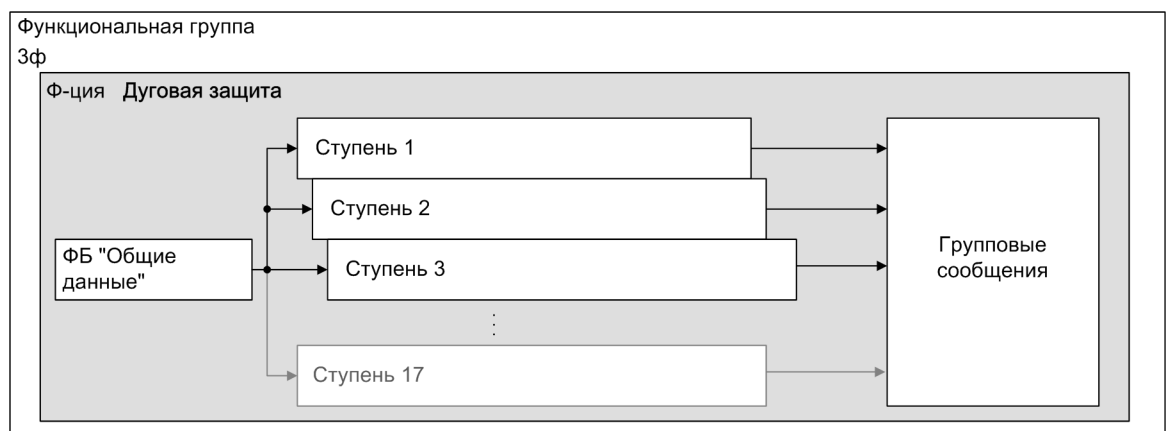 Функциональная группа
3ф
Ф-ция Дуговая защита
Ступень 1
Ступень 2
ФБ "Общие
данные"
Ступень 3
Групповые
сообщения
Ступень 17